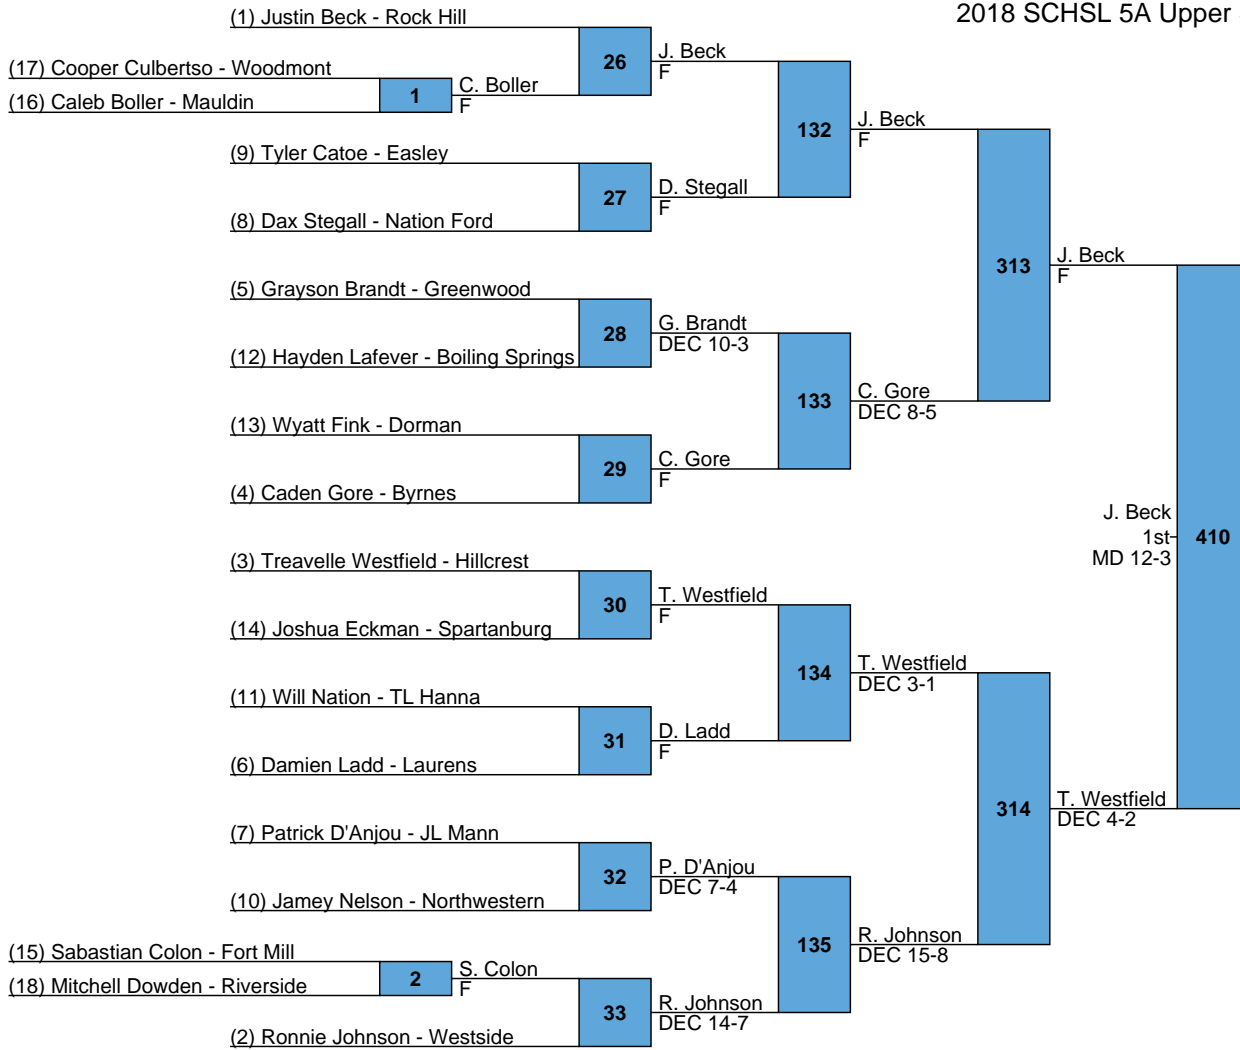 2018 SCHSL 5A Upper
(1) Justin Beck - Rock Hill
26
J. Beck
F
(17) Cooper Culbertso - Woodmont
1
C. Boller
F
(16) Caleb Boller - Mauldin
132
J. Beck
F
(9) Tyler Catoe - Easley
27
D. Stegall
F
(8) Dax Stegall - Nation Ford
313
J. Beck
F
(5) Grayson Brandt - Greenwood
28
G. Brandt
DEC 10-3
(12) Hayden Lafever - Boiling Springs
133
C. Gore
DEC 8-5
(13) Wyatt Fink - Dorman
29
C. Gore
F
(4) Caden Gore - Byrnes
J. Beck
1st
MD 12-3
410
(3) Treavelle Westfield - Hillcrest
30
T. Westfield
F
(14) Joshua Eckman - Spartanburg
134
T. Westfield
DEC 3-1
(11) Will Nation - TL Hanna
31
D. Ladd
F
(6) Damien Ladd - Laurens
314
T. Westfield
DEC 4-2
(7) Patrick D'Anjou - JL Mann
32
P. D'Anjou
DEC 7-4
(10) Jamey Nelson - Northwestern
135
R. Johnson
DEC 15-8
(15) Sabastian Colon - Fort Mill
2
S. Colon
F
(18) Mitchell Dowden - Riverside
33
R. Johnson
DEC 14-7
(2) Ronnie Johnson - Westside